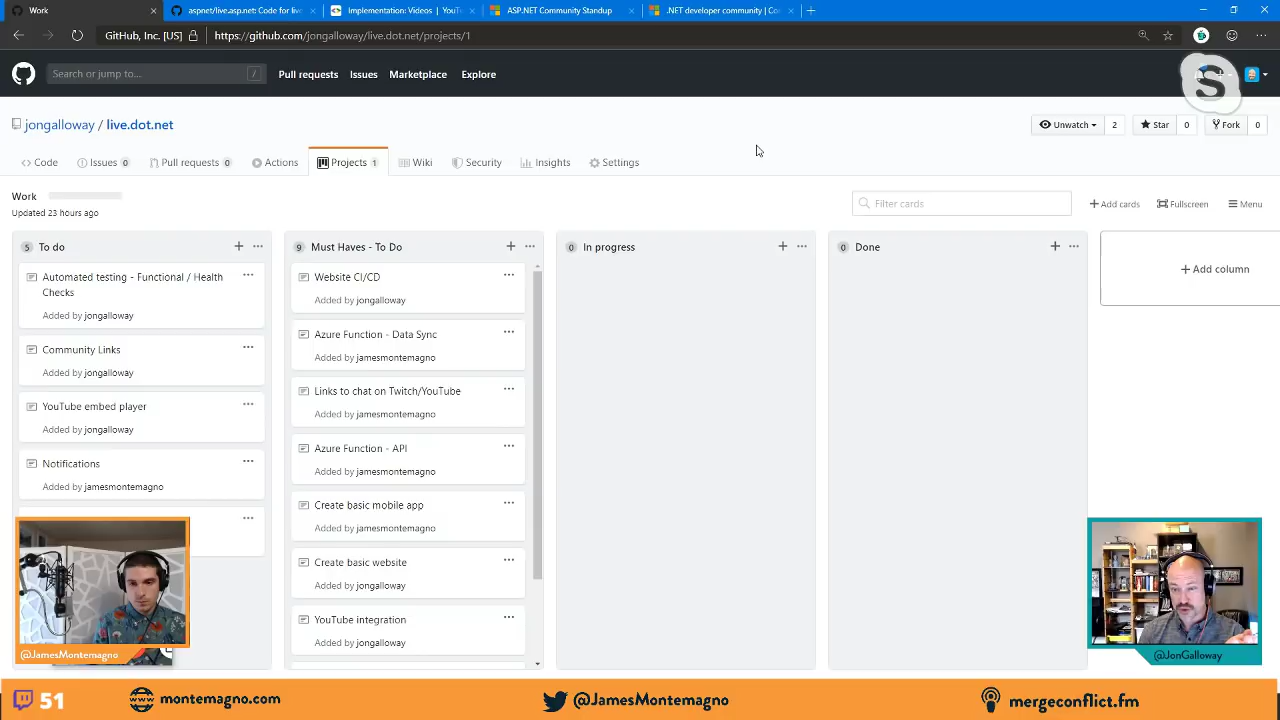 Work
aspnet/live.asp.net: Code for live
Implementation: Videos | YouT
ASP.NET Community Standup
.NET developer community | Co
GitHub, Inc. [US]
https://github.com/jongalloway/live.dot.net/projects/1
Search or jump to...
/
Pull requests
Issues
Marketplace
Explore
S
jongalloway / live.dot.net
Unwatch 2
Star 0
Fork 0
Code
Issues 0
Pull requests 0
Actions
Projects 1
Wiki
Security
Insights
Settings
Work
Updated 23 hours ago
Filter cards
Add cards
Fullscreen
Menu
5 To do
Automated testing - Functional / Health
Checks
Added by jongalloway
Community Links
Added by jongalloway
YouTube embed player
Added by jongalloway
Notifications
Added by jamesmontemagno
9 Must Haves - To Do
Website CI/CD
Added by jongalloway
Azure Function - Data Sync
Added by jamesmontemagno
Links to chat on Twitch/YouTube
Added by jamesmontemagno
Azure Function - API
Added by jamesmontemagno
Create basic mobile app
Added by jamesmontemagno
Create basic website
Added by jongalloway
YouTube integration
Added by jongalloway
0 In progress
0 Done
Add column
@JamesMontemagno
@JonGalloway
51
montemagno.com
@JamesMontemagno
mergeconflict.fm